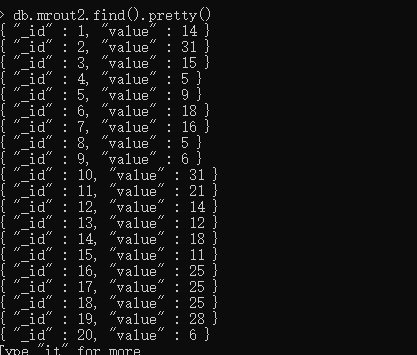 > db.mrout2.find().pretty()
{ "_id" : 1, "value" : 14 }
{ "_id" : 2, "value" : 31 }
{ "_id" : 3, "value" : 15 }
{ "_id" : 4, "value" : 5 }
{ "_id" : 5, "value" : 9 }
{ "_id" : 6, "value" : 18 }
{ "_id" : 7, "value" : 16 }
{ "_id" : 8, "value" : 5 }
{ "_id" : 9, "value" : 6 }
{ "_id" : 10, "value" : 31 }
{ "_id" : 11, "value" : 21 }
{ "_id" : 12, "value" : 14 }
{ "_id" : 13, "value" : 12 }
{ "_id" : 14, "value" : 18 }
{ "_id" : 15, "value" : 11 }
{ "_id" : 16, "value" : 25 }
{ "_id" : 17, "value" : 25 }
{ "_id" : 18, "value" : 25 }
{ "_id" : 19, "value" : 28 }
{ "_id" : 20, "value" : 6 }
Type "it" for more